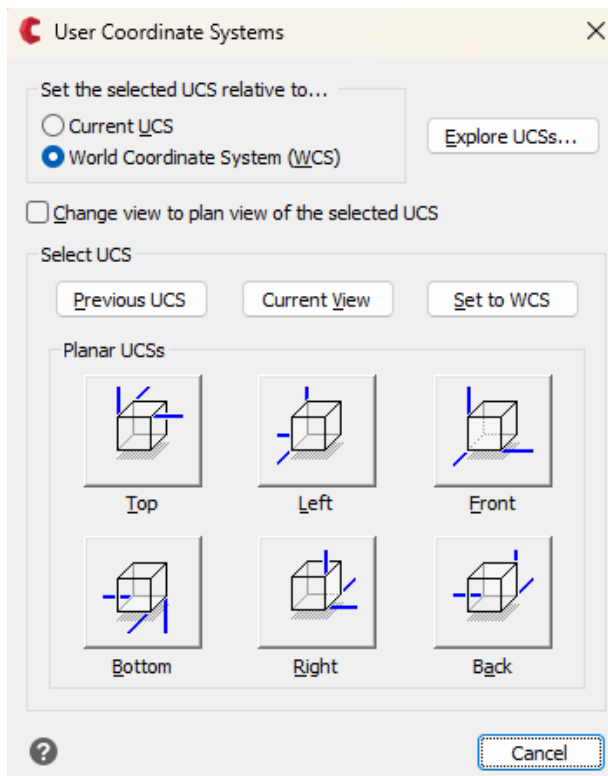 User Coordinate Systems
Set the selected UCS relative to...
Current UCS
World Coordinate System (WCS)
Explore UCSs...
Change view to plan view of the selected UCS
Select UCS
Previous UCS
Current View
Set to WCS
Planar UCSs
Top
Left
Front
Bottom
Right
Back
?
Cancel